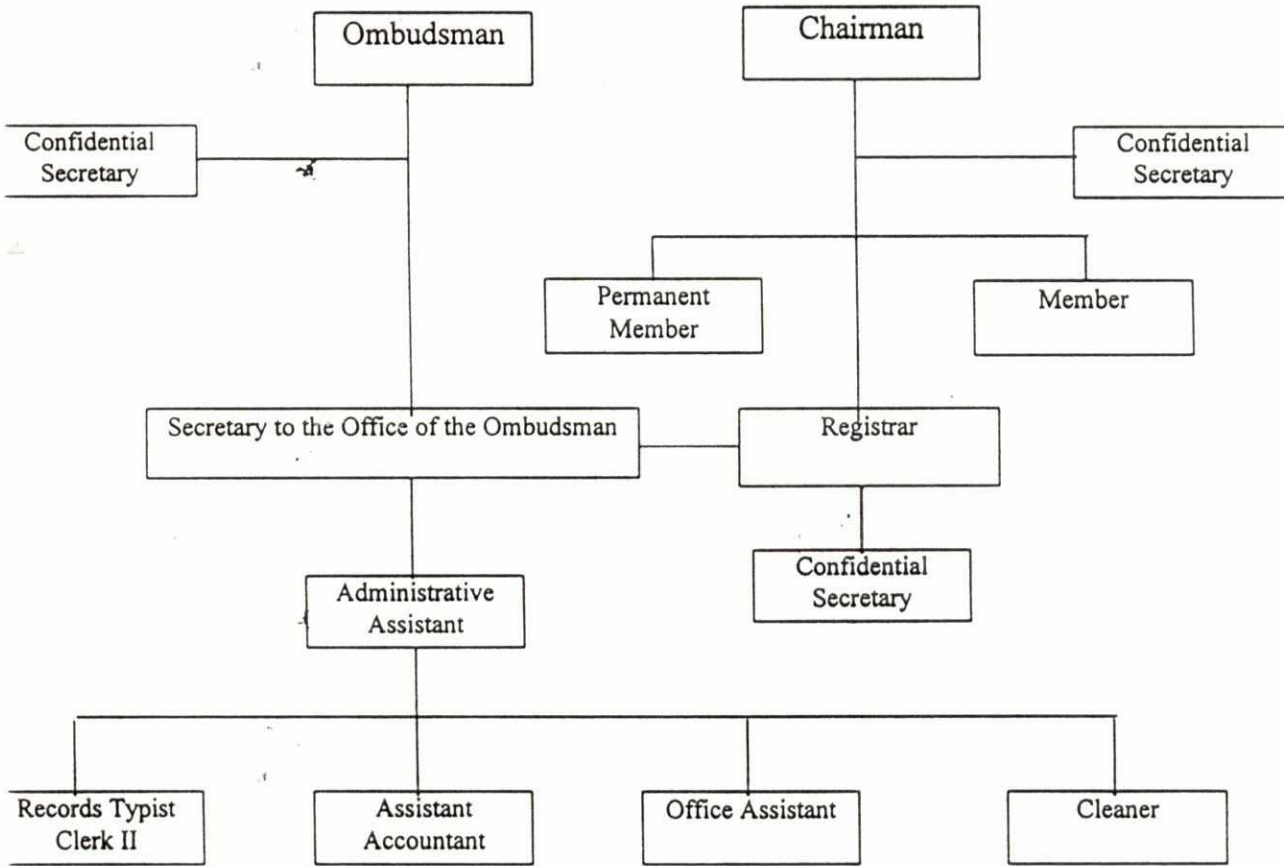 Ombudsman
Chairman
Confidential
Secretary
Confidential
Secretary
Permanent
Member
Member
Secretary to the Office of the Ombudsman
Registrar
Confidential
Secretary
Administrative
Assistant
Records Typist
Clerk II
Assistant
Accountant
Office Assistant
Cleaner